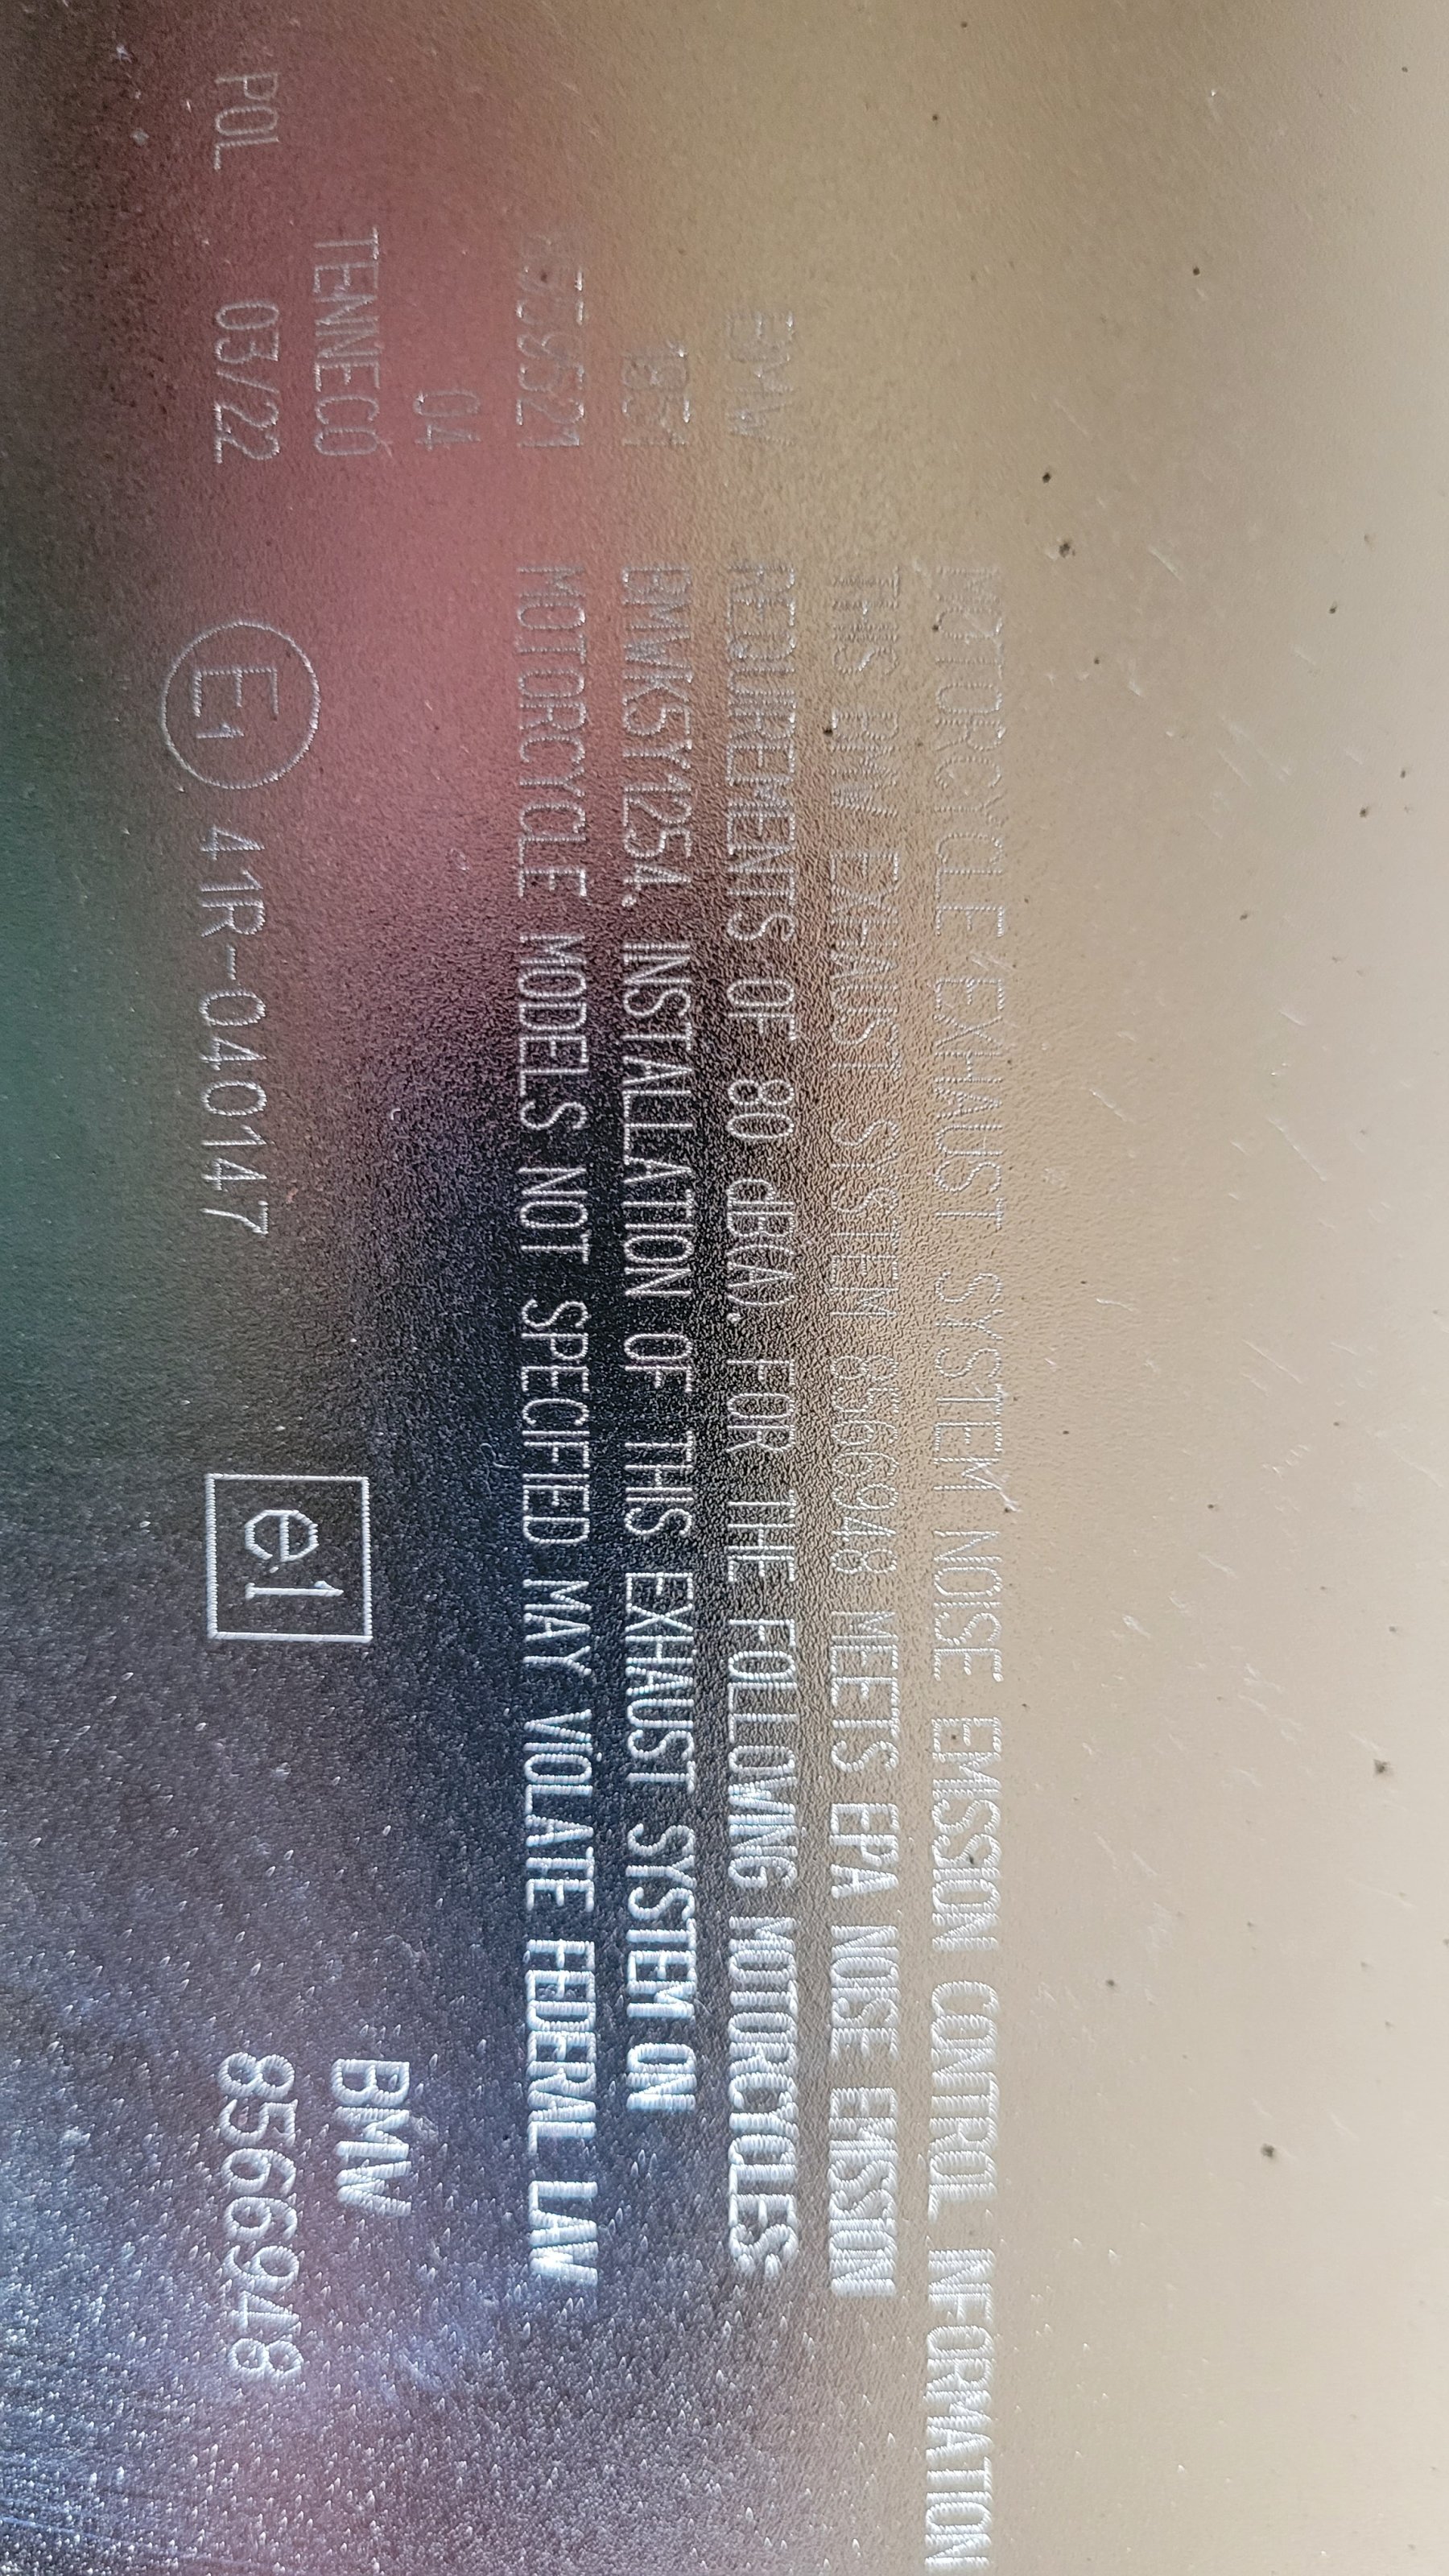 MOTORCYCLE EXHAUST SYSTEM NOISE EMISSION CONTROL INFORMATION
THIS BMW EXHAUST SYSTEM 8566948 MEETS EPA NOISE EMISSION
REQUIREMENTS OF 80 dB(A). FOR THE FOLLOWING MOTORCYCLES
BMWKSY1254. INSTALLATION OF THIS EXHAUST SYSTEM ON
MOTORCYCLE MODELS NOT SPECIFIED MAY ViOLATE FEDERAL LAW
04
TENNECO
BMW
POL 03/22 E1 41R-040147 e1 8566948